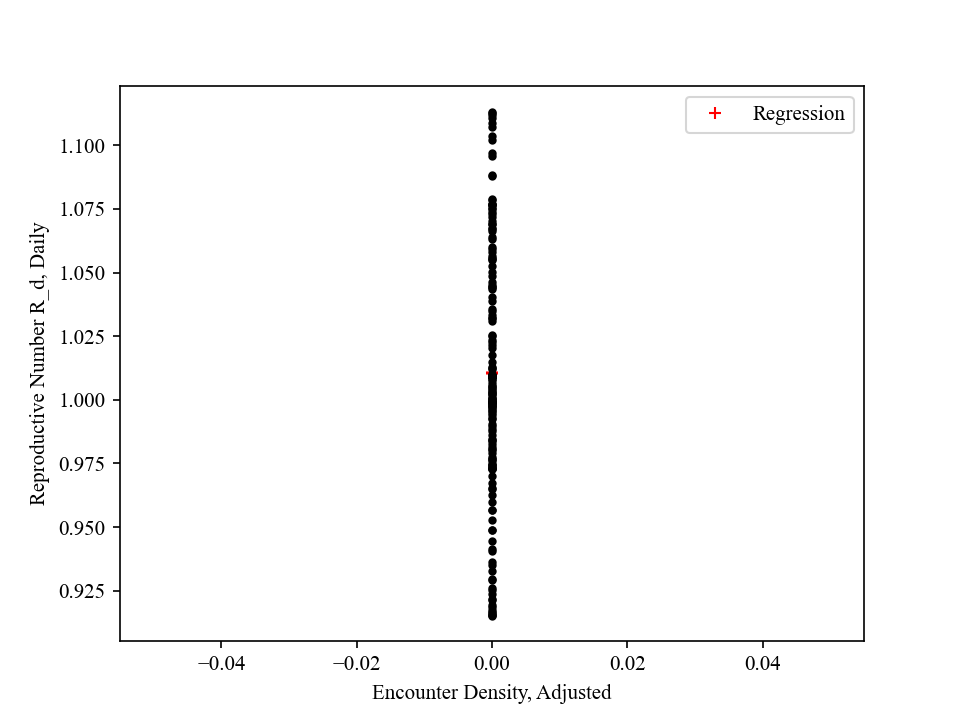 Regression
1.100
1.075
1.050
1.025
1.000
0.975
0.950
0.925
Reproductive Number R_d, Daily
−0.04 −0.02 0.00 0.02 0.04
Encounter Density, Adjusted